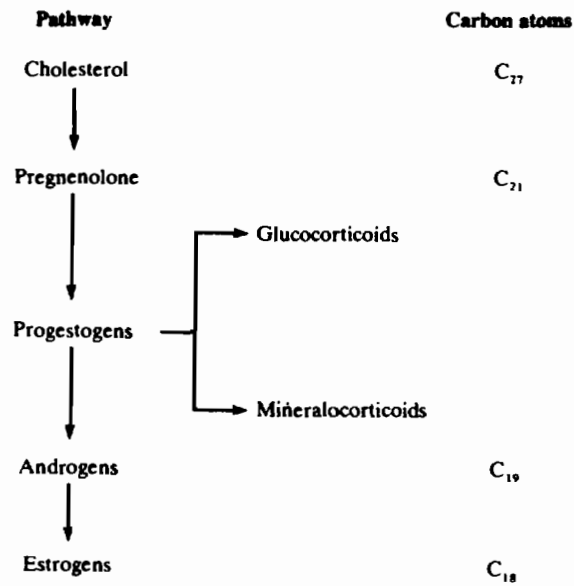 Pathway Carbon atoms
Cholesterol C₂₇
Pregnenolone C₂₁
Glucocorticoids
Progestogens
Mineralocorticoids
Androgens C₁₉
Estrogens C₁₈